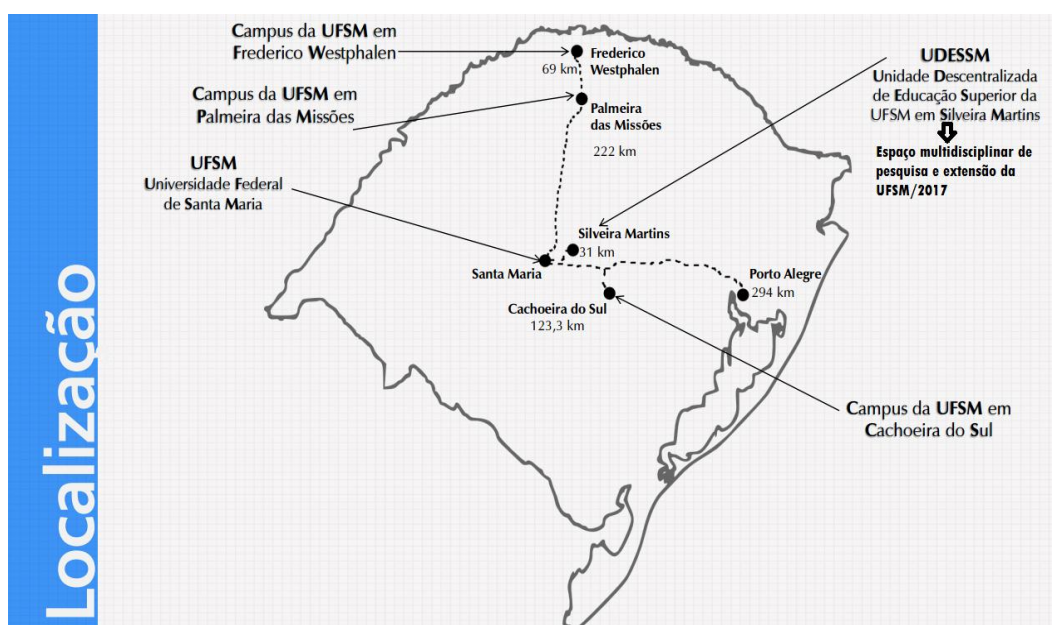 Localização
Campus da UFSM em
Frederico Westphalen
Campus da UFSM em
Palmeira das Missões
UFSM
Universidade Federal
de Santa Maria
Frederico
Westphalen
69 km
Palmeira
das Missões
222 km
Silveira Martins
31 km
Santa Maria
Cachoeira do Sul
123,3 km
Porto Alegre
294 km
UDESSM
Unidade Descentralizada
de Educação Superior da
UFSM em Silveira Martins
Espaço multidisciplinar de
pesquisa e extensão da
UFSM/2017
Campus da UFSM em
Cachoeira do Sul